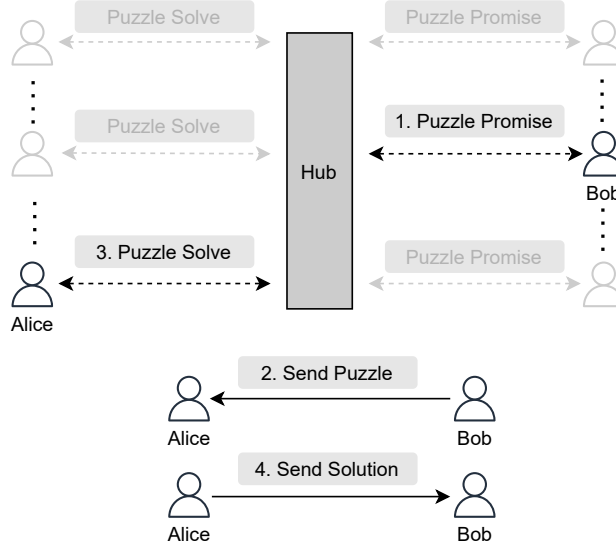 Puzzle Solve
Puzzle Promise
Puzzle Solve
1. Puzzle Promise
Hub
Bob
3. Puzzle Solve
Puzzle Promise
Alice
2. Send Puzzle
Alice
Bob
4. Send Solution
Alice
Bob